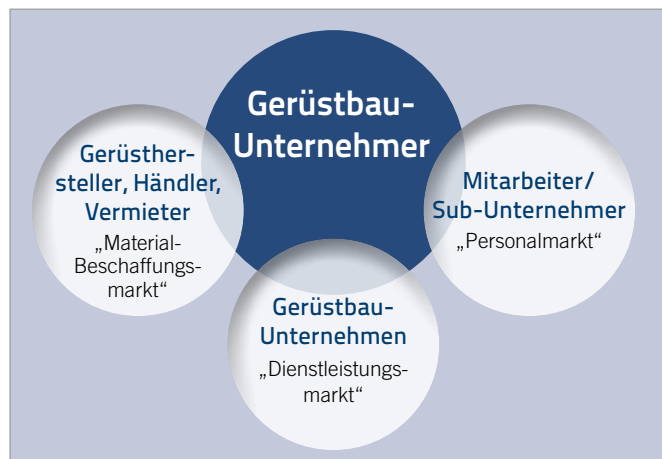 Gerüstbau-
Unternehmer
Gerüsther-
steller, Händler,
Vermieter
„Material-
Beschaffungs-
markt“
Mitarbeiter/
Sub-Unternehmer
„Personalmarkt“
Gerüstbau-
Unternehmen
„Dienstleistungs-
markt“